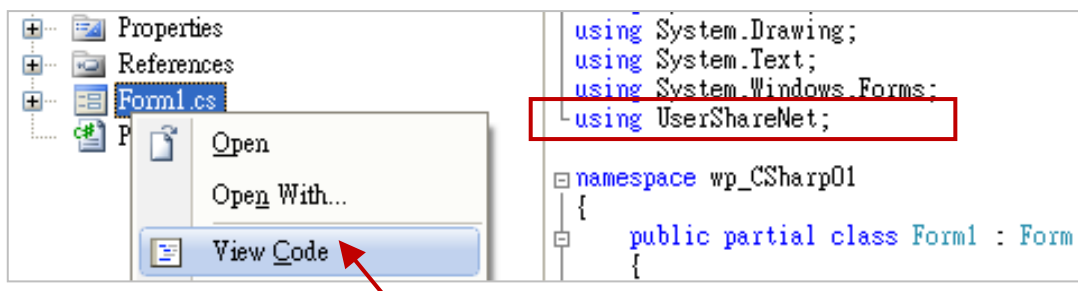 Properties
References
Form1.cs
P
Open
Open With...
View Code
using System.Drawing;
using System.Text;
using System.Windows.Forms;
using UserShareNet;
namespace wp_CSharp01
{
public partial class Form1 : Form
{